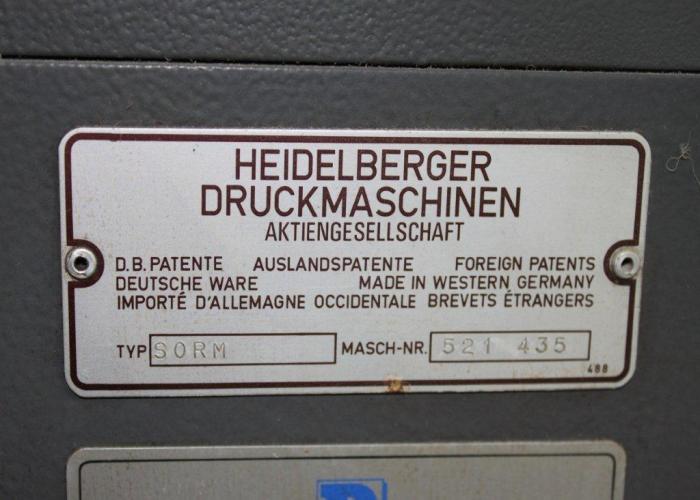 HEIDELBERGER
DRUCKMASCHINEN
AKTIENGESELLSCHAFT
D.B. PATENTE AUSLANDSPATENTE FOREIGN PATENTS
DEUTSCHE WARE MADE IN WESTERN GERMANY
IMPORTÉ D'ALLEMAGNE OCCIDENTALE BREVETS ÉTRANGERS
TYP SORM MASCH-NR. 521 435
488